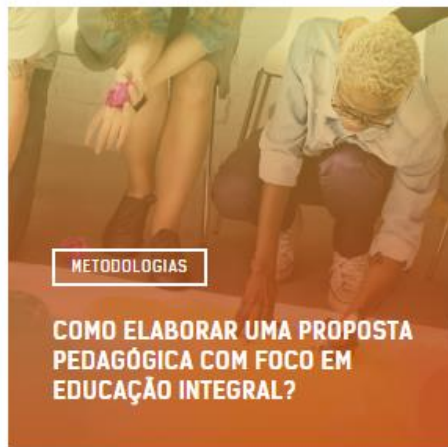 METODOLOGIAS
COMO ELABORAR UMA PROPOSTA
PEDAGÓGICA COM FOCO EM
EDUCAÇÃO INTEGRAL?